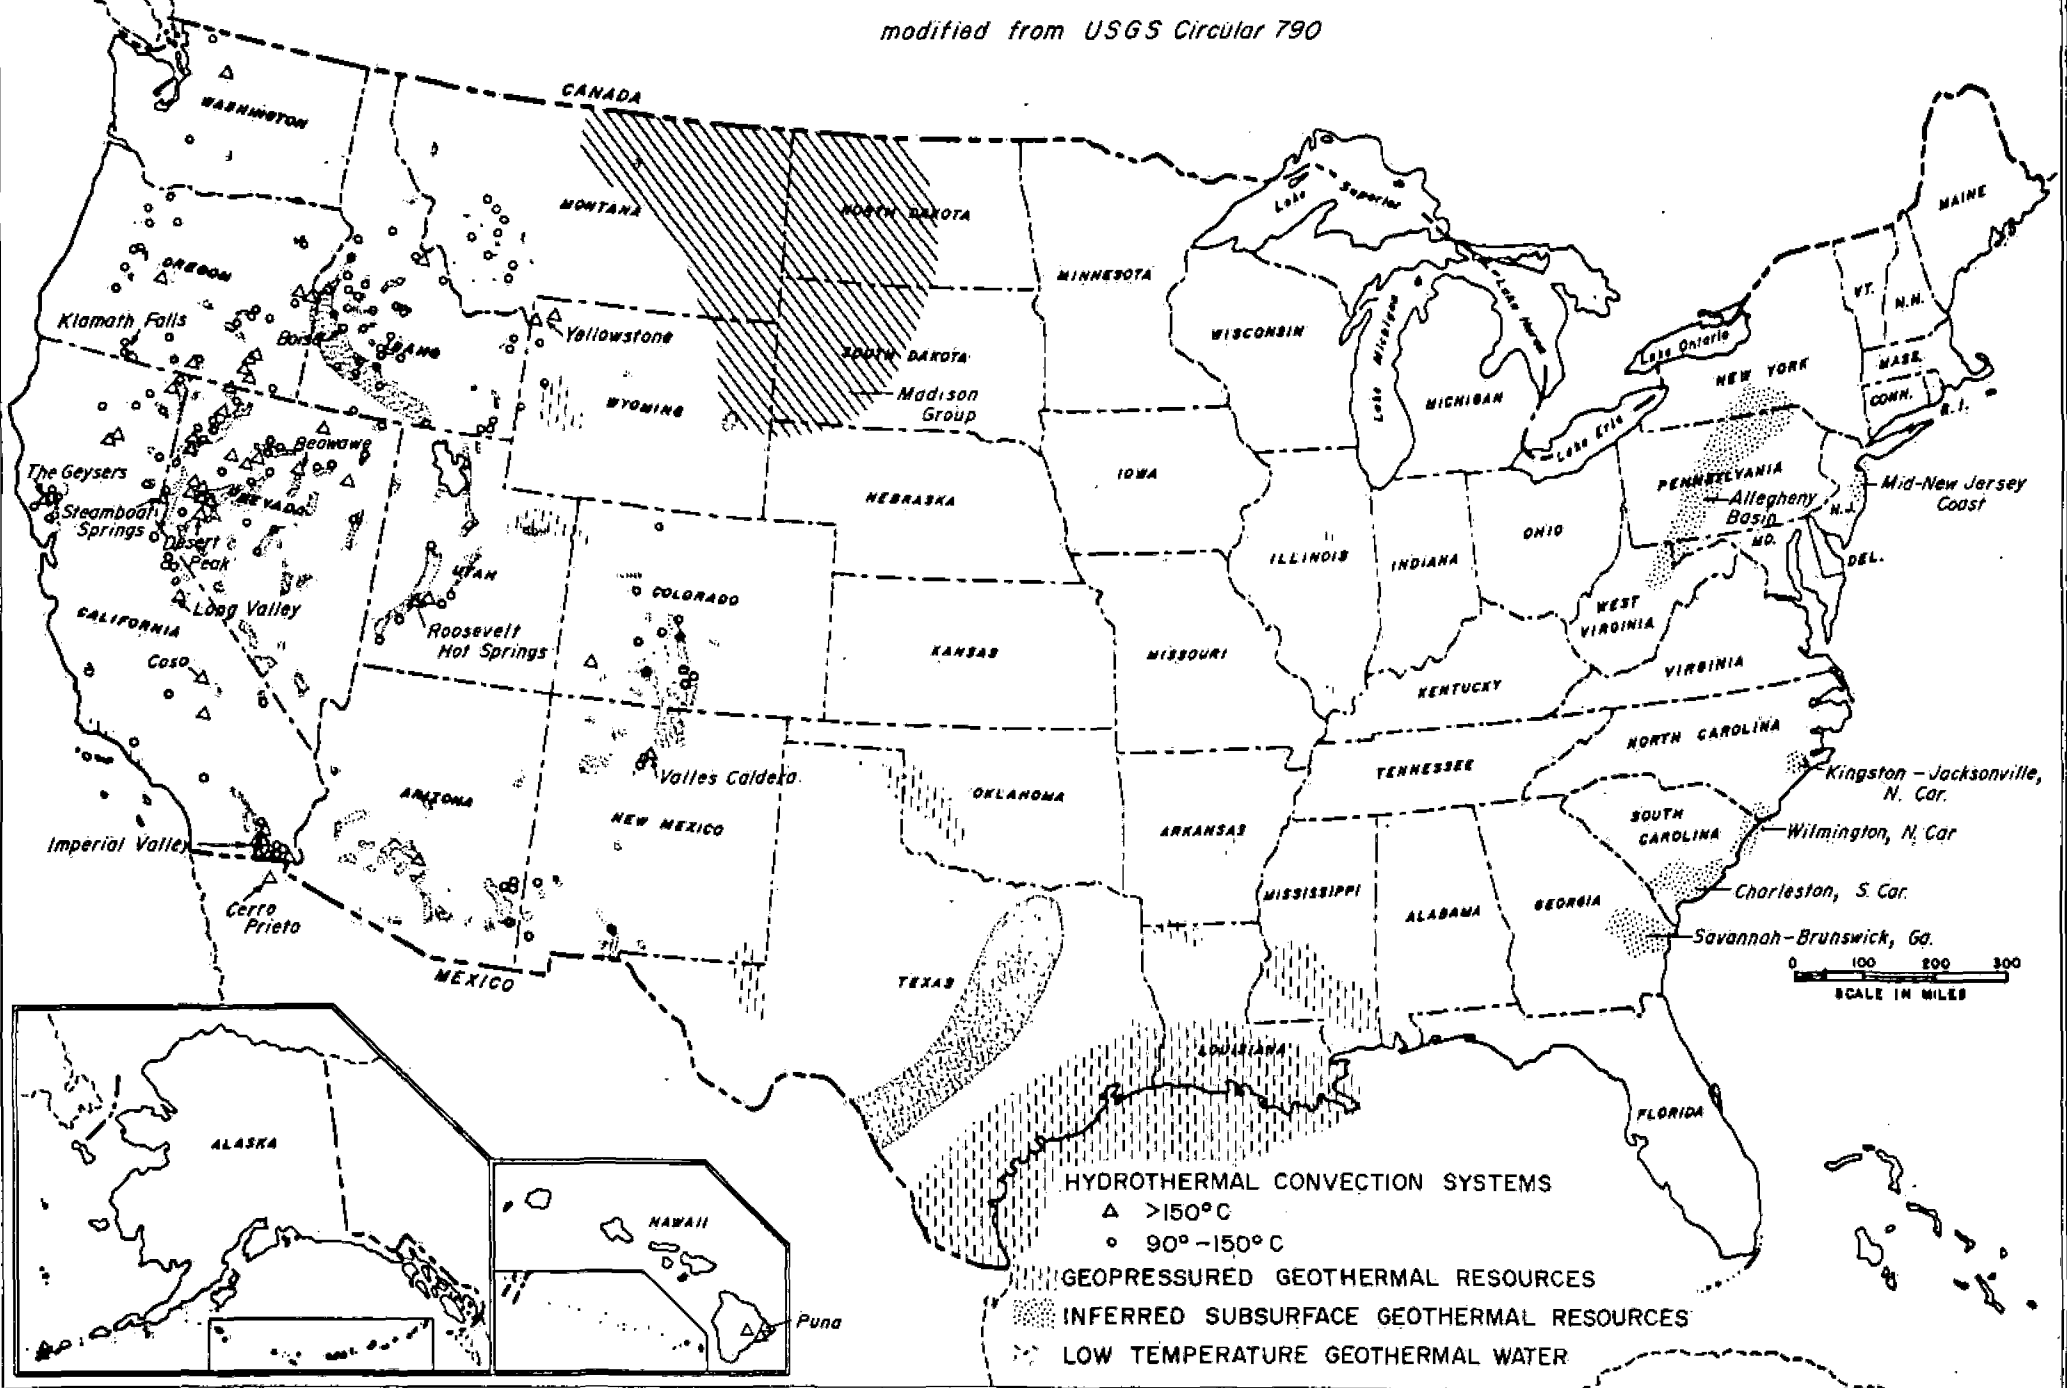 modified from USGS Circular 790
CANADA
WASHINGTON
MONTANA
NORTH DAKOTA
MINNESOTA
Lake Superior
MAINE
VT.
N.H.
OREGON
Klamath Falls
Boise
IDAHO
Yellowstone
WYOMING
SOUTH DAKOTA
Madison
Group
WISCONSIN
Lake Michigan
Lake Huron
MICHIGAN
Lake Ontario
Lake Erie
NEW YORK
MASS.
CONN.
R.I.
Beowawe
The Geysers
NEVADA
Steamboat
Springs
Desert
Peak
Long Valley
CALIFORNIA
UTAH
Roosevelt
Hot Springs
COLORADO
NEBRASKA
IOWA
ILLINOIS
INDIANA
OHIO
PENNSYLVANIA
Allegheny
Basin
N.J.
Mid-New Jersey
Coast
MD.
DEL.
WEST
VIRGINIA
VIRGINIA
KANSAS
MISSOURI
KENTUCKY
Coso
Imperial Valley
Cerro
Prieto
ARIZONA
NEW MEXICO
Valles Caldera
OKLAHOMA
ARKANSAS
TENNESSEE
NORTH CAROLINA
Kingston - Jacksonville,
N. Car.
SOUTH
CAROLINA
Wilmington, N. Car
Charleston, S. Car.
MISSISSIPPI
ALABAMA
GEORGIA
Savannah-Brunswick, Ga.
0 100 200 300
SCALE IN MILES
MEXICO
TEXAS
LOUISIANA
FLORIDA
ALASKA
HAWAII
Puna
HYDROTHERMAL CONVECTION SYSTEMS
>150°C
90°-150°C
GEOPRESSURED GEOTHERMAL RESOURCES
INFERRED SUBSURFACE GEOTHERMAL RESOURCES
LOW TEMPERATURE GEOTHERMAL WATER